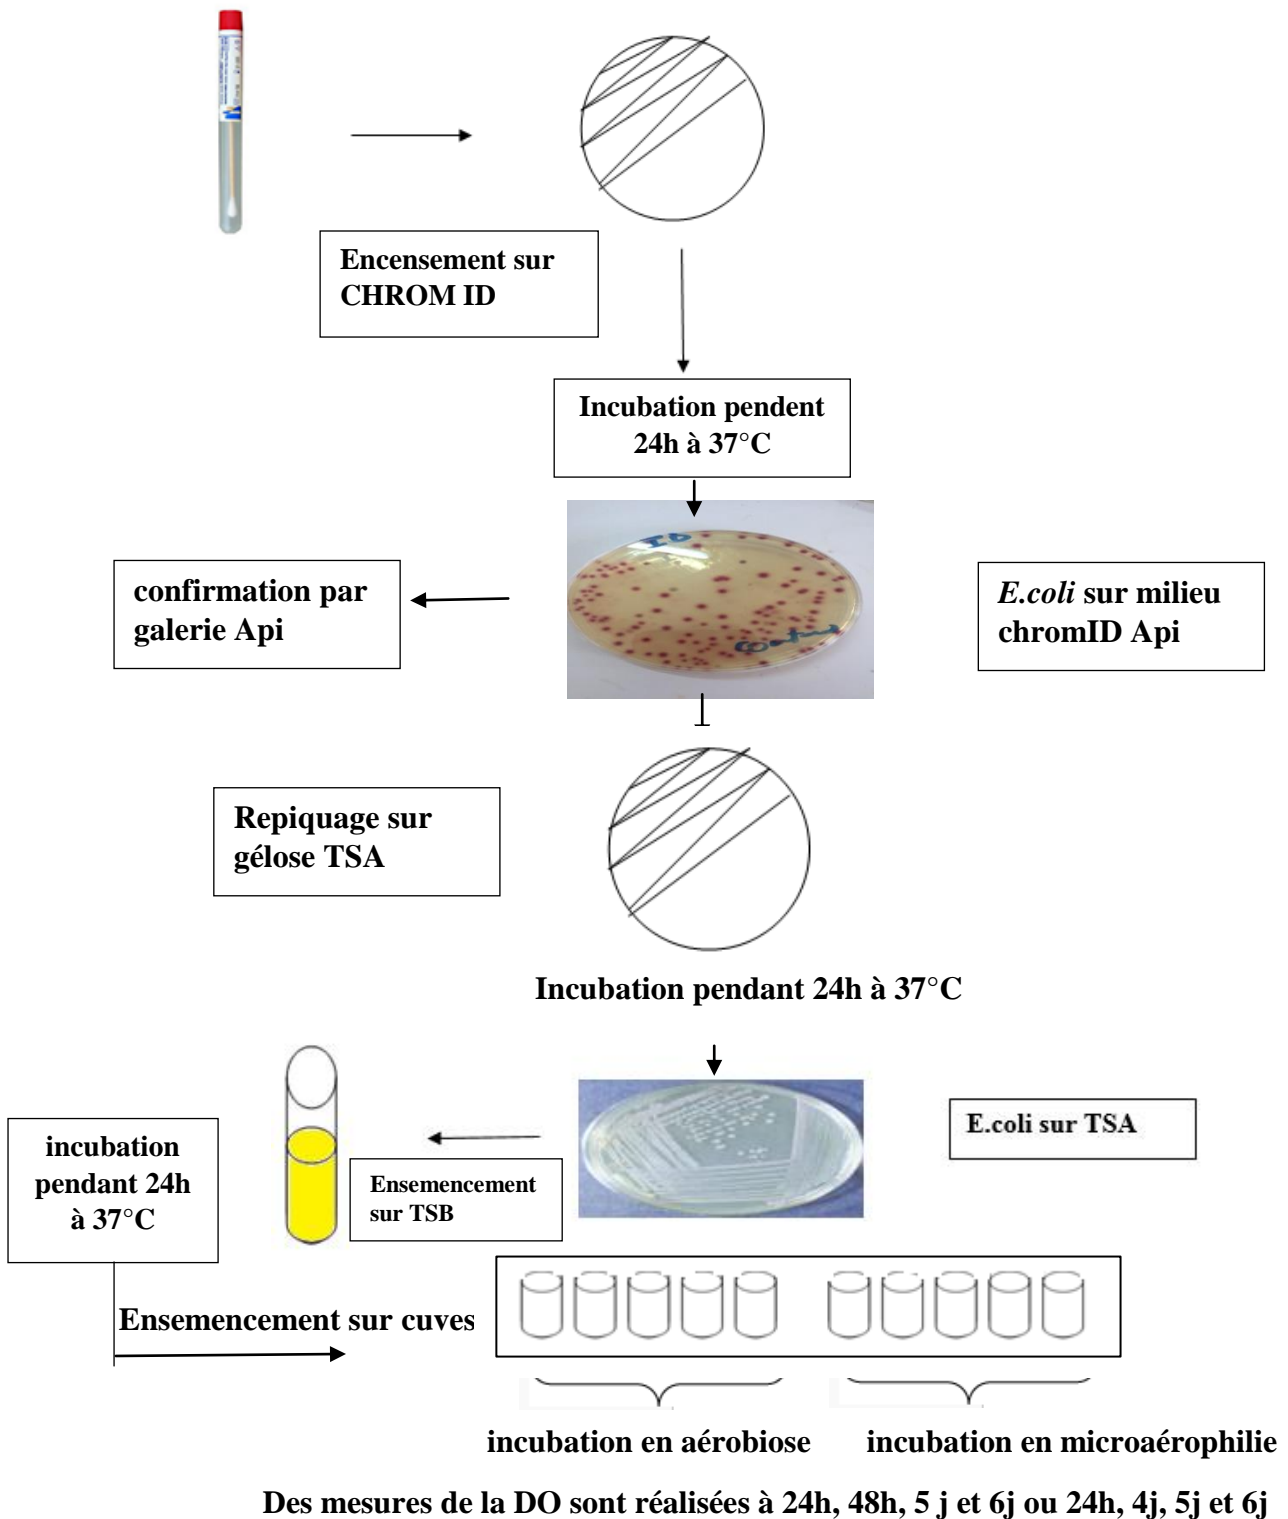 Encensement sur
CHROM ID
Incubation pendent
24h à 37°C
confirmation par
galerie Api
E.coli sur milieu
chromID Api
Repiquage sur
gélose TSA
Incubation pendant 24h à 37°C
E.coli sur TSA
incubation
pendant 24h
à 37°C
Ensemencement
sur TSB
Ensemencement sur cuves
incubation en aérobiose
incubation en microaérophilie
Des mesures de la DO sont réalisées à 24h, 48h, 5 j et 6j ou 24h, 4j, 5j et 6j